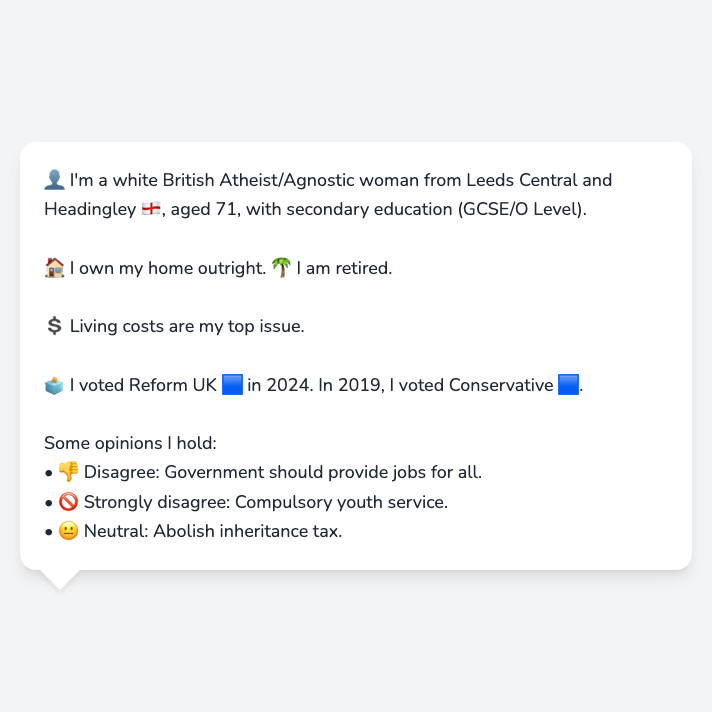 👤 I'm a white British Atheist/Agnostic woman from Leeds Central and
Headingley 🏴󠁧󠁢󠁥󠁮󠁧󠁿, aged 71, with secondary education (GCSE/O Level).
🏠 I own my home outright. 🌴 I am retired.
💲 Living costs are my top issue.
🗳️ I voted Reform UK 🟦 in 2024. In 2019, I voted Conservative 🟦.
Some opinions I hold:
• 👎 Disagree: Government should provide jobs for all.
• 🚫 Strongly disagree: Compulsory youth service.
• 😐 Neutral: Abolish inheritance tax.